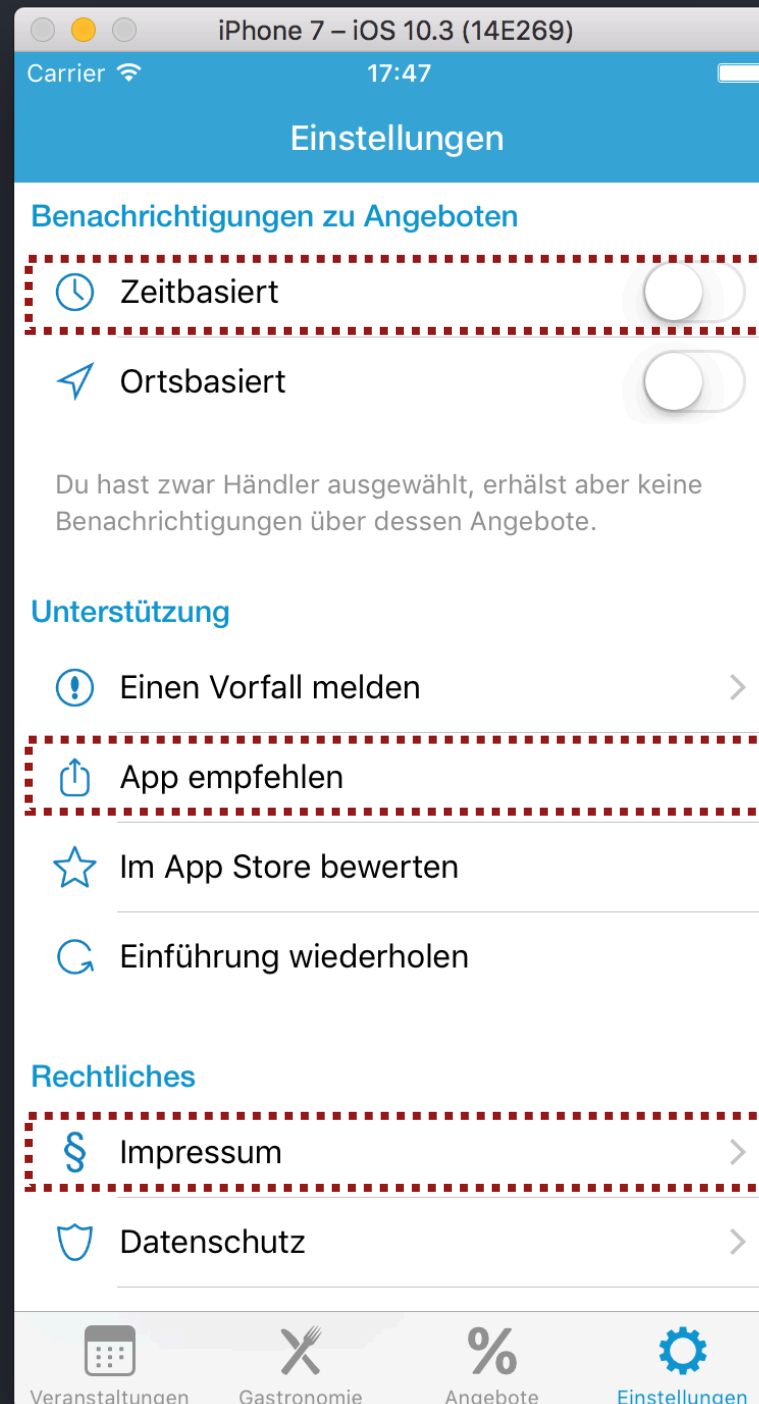 iPhone 7 – iOS 10.3 (14E269)
Carrier 17:47
Einstellungen
Benachrichtigungen zu Angeboten
Zeitbasiert
Ortsbasiert
Du hast zwar Händler ausgewählt, erhälst aber keine
Benachrichtigungen über dessen Angebote.
Unterstützung
Einen Vorfall melden
App empfehlen
Im App Store bewerten
Einführung wiederholen
Rechtliches
§ Impressum
Datenschutz
%
Veranstaltungen Gastronomie Angebote Einstellungen